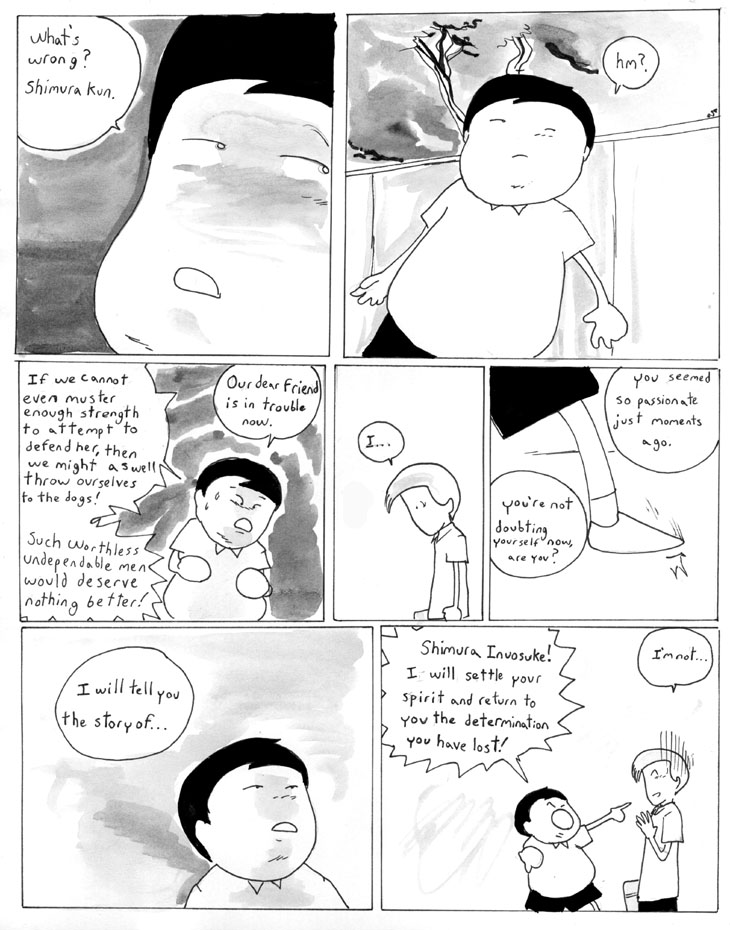 What's
wrong?
Shimura Kun.
hm?
If we cannot
even muster
enough strength
to attempt to
defend her, then
we might as well
throw ourselves
to the dogs!
Such worthless
undependable men
would deserve
nothing better!
Our dear friend
is in trouble
now.
I...
you seemed
so passionate
just moments
ago.
you're not
doubting
yourself now,
are you?
I will tell you
the story of...
Shimura Inuosuke!
I will settle your
spirit and return to
you the determination
you have lost!
I'm not...